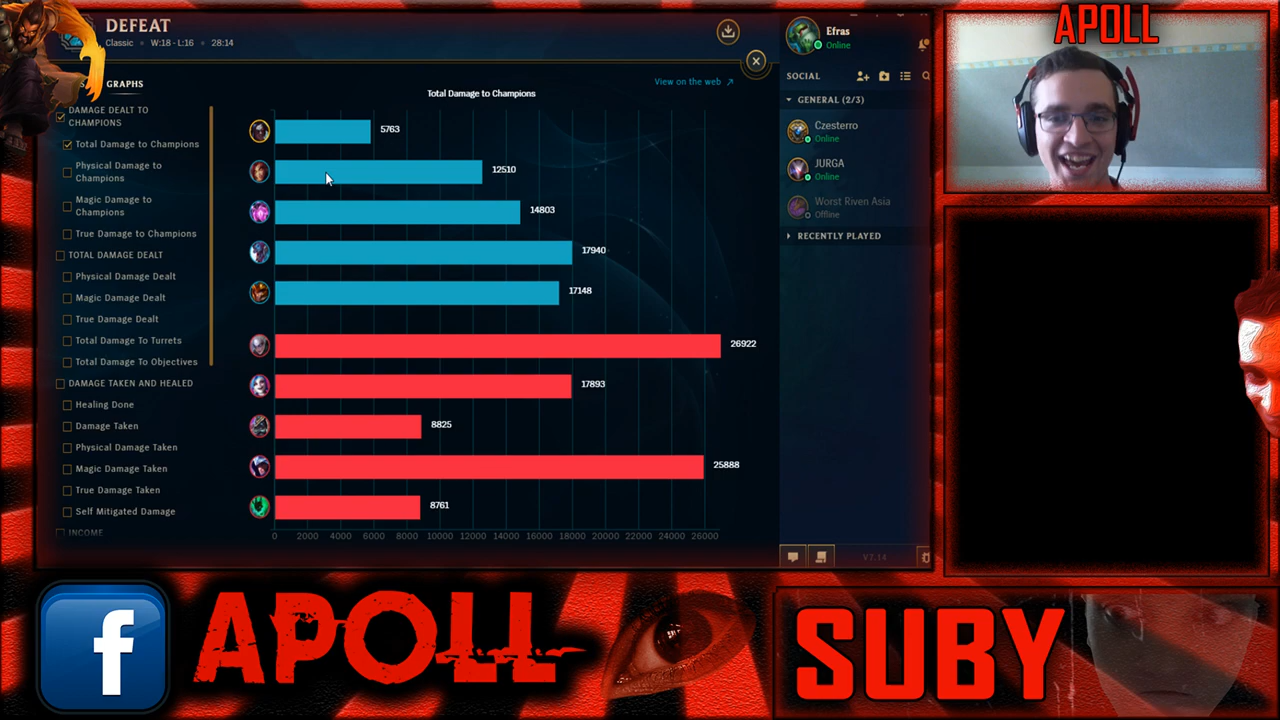 DEFEAT
Classic • W:18 - L:16 • 28:14
GRAPHS
View on the web
Total Damage to Champions
DAMAGE DEALT TO
CHAMPIONS
Total Damage to Champions
Physical Damage to
Champions
Magic Damage to
Champions
True Damage to Champions
TOTAL DAMAGE DEALT
Physical Damage Dealt
Magic Damage Dealt
True Damage Dealt
Total Damage To Turrets
Total Damage To Objectives
DAMAGE TAKEN AND HEALED
Healing Done
Damage Taken
Physical Damage Taken
Magic Damage Taken
True Damage Taken
Self Mitigated Damage
INCOME
5763
12510
14803
17940
17148
26922
17893
8825
25888
8761
0 2000 4000 6000 8000 10000 12000 14000 16000 18000 20000 22000 24000 26000
Efras
Online
SOCIAL
GENERAL (2/3)
Czesterro
Online
JURGA
Online
Worst Riven Asia
Offline
RECENTLY PLAYED
V7.14
APOLL
f
APOLL
SUBY